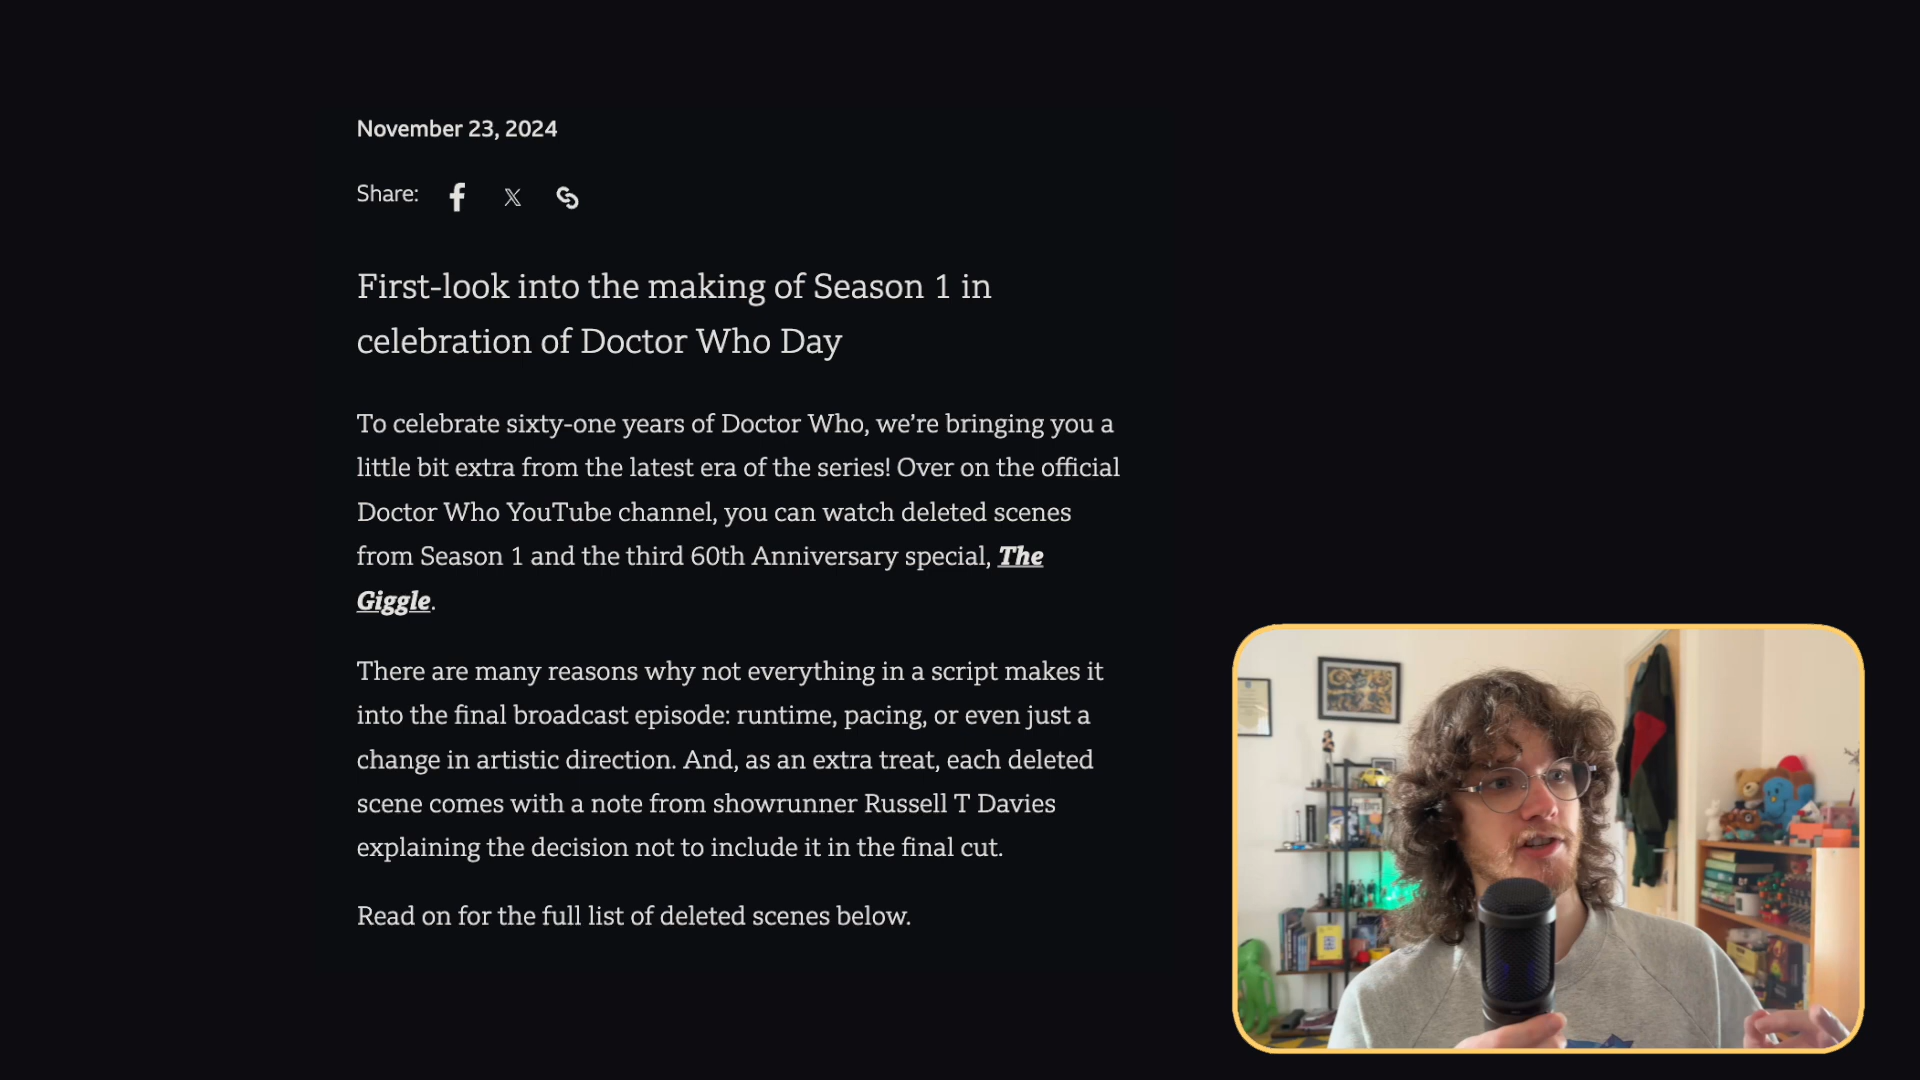 November 23, 2024
Share:
First-look into the making of Season 1 in
celebration of Doctor Who Day
To celebrate sixty-one years of Doctor Who, we’re bringing you a
little bit extra from the latest era of the series! Over on the official
Doctor Who YouTube channel, you can watch deleted scenes
from Season 1 and the third 60th Anniversary special, The
Giggle.
There are many reasons why not everything in a script makes it
into the final broadcast episode: runtime, pacing, or even just a
change in artistic direction. And, as an extra treat, each deleted
scene comes with a note from showrunner Russell T Davies
explaining the decision not to include it in the final cut.
Read on for the full list of deleted scenes below.